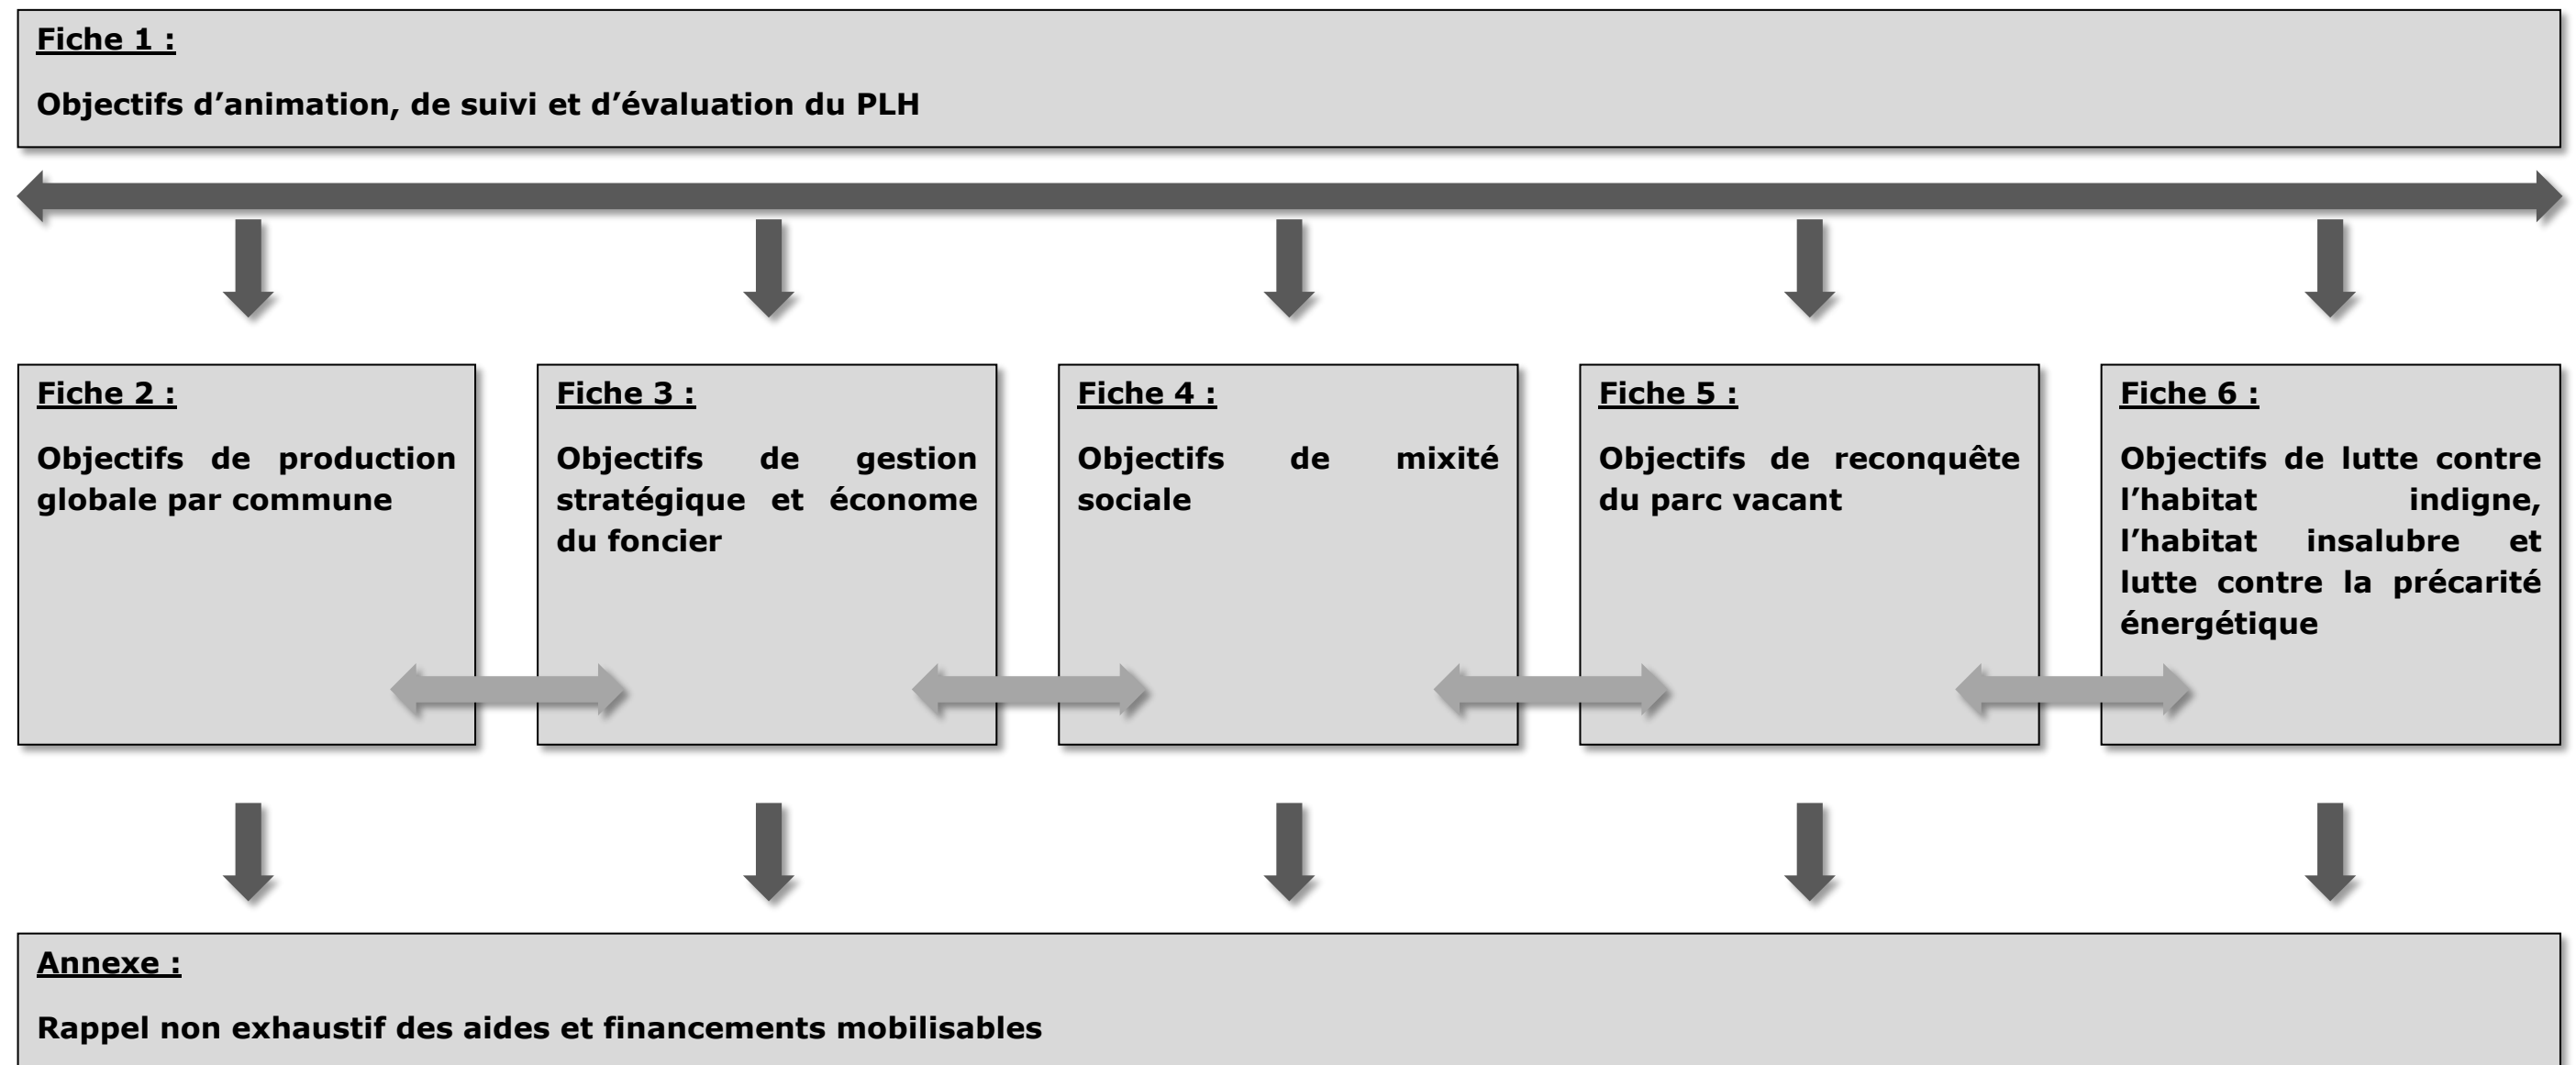 Fiche 1 :
Objectifs d’animation, de suivi et d’évaluation du PLH
Fiche 2 :
Objectifs de production
globale par commune
Fiche 3 :
Objectifs de gestion
stratégique et économe
du foncier
Fiche 4 :
Objectifs de mixité
sociale
Fiche 5 :
Objectifs de reconquête
du parc vacant
Fiche 6 :
Objectifs de lutte contre
l’habitat indigne,
l’habitat insalubre et
lutte contre la précarité
énergétique
Annexe :
Rappel non exhaustif des aides et financements mobilisables